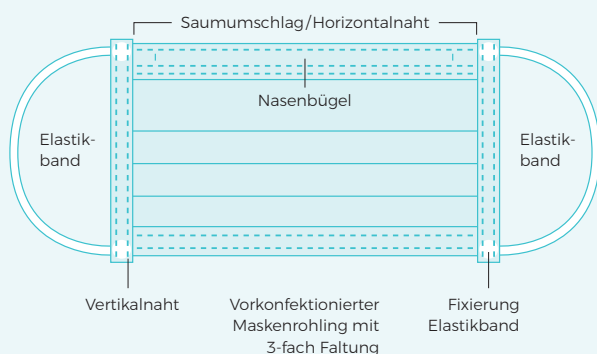 Saumumschlag/Horizontalnaht
Nasenbügel
Elastik-
band
Elastik-
band
Vertikalnaht
Vorkonfektionierter
Maskenrohling mit
3-fach Faltung
Fixierung
Elastikband